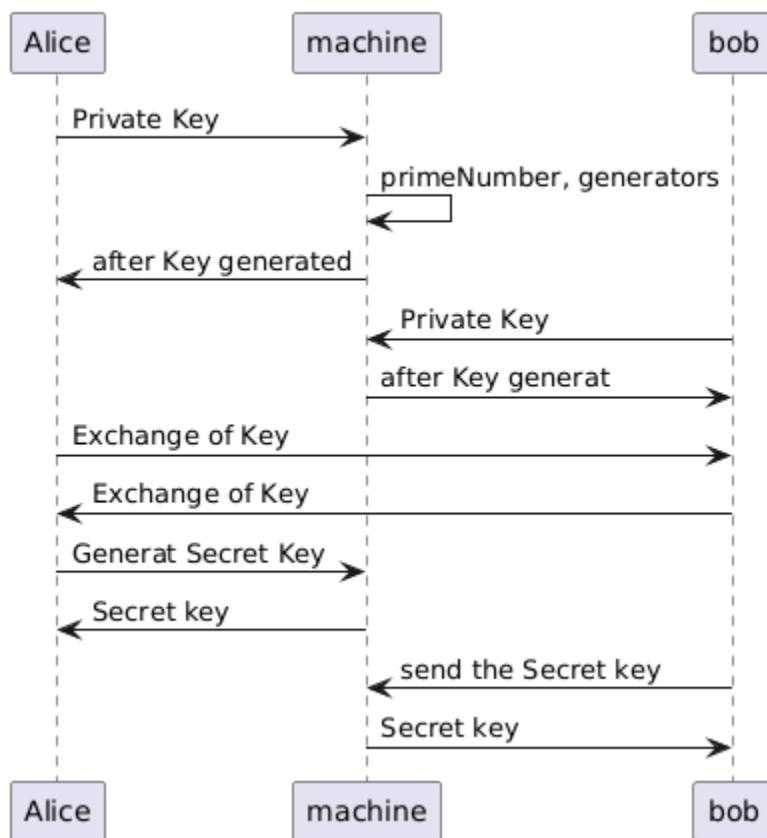 Alice machine bob
Private Key
primeNumber, generators
after Key generated
Private Key
after Key generat
Exchange of Key
Exchange of Key
Generat Secret Key
Secret key
send the Secret key
Secret key
Alice machine bob